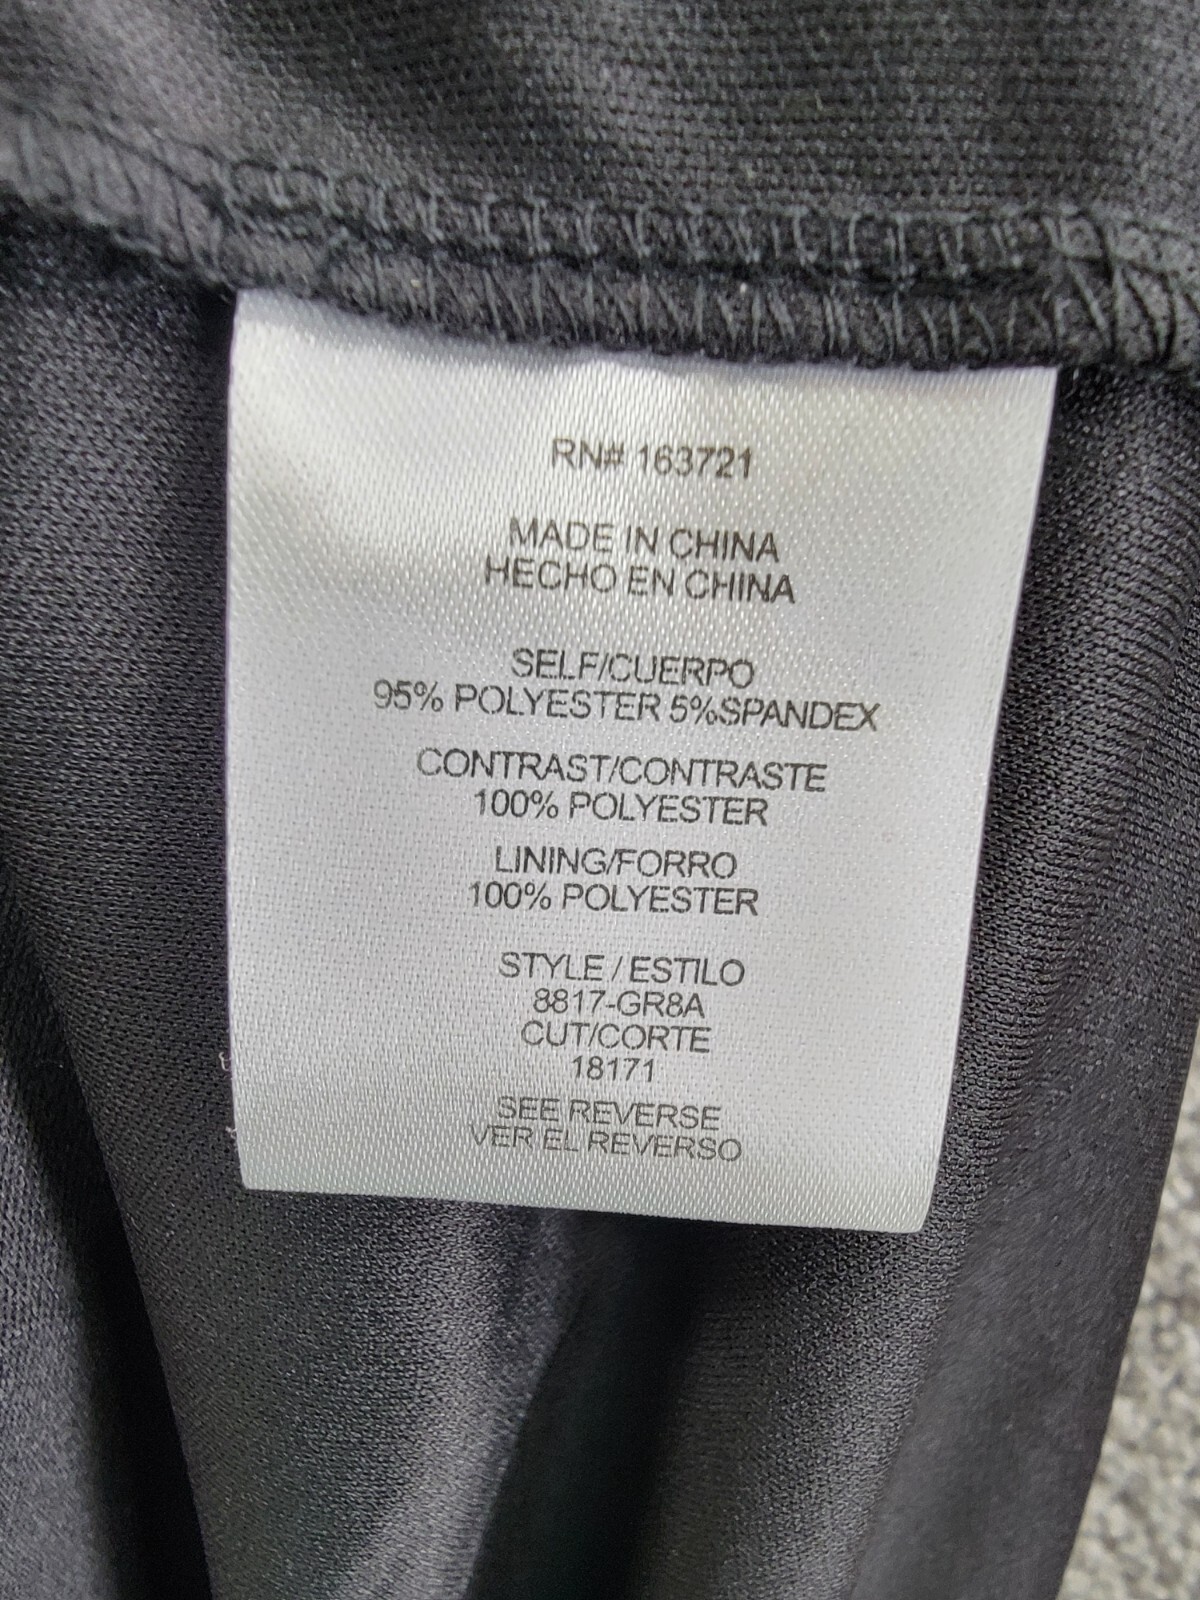 RN# 163721
MADE IN CHINA
HECHO EN CHINA
SELF/CUERPO
95% POLYESTER 5%SPANDEX
CONTRAST/CONTRASTE
100% POLYESTER
LINING/FORRO
100% POLYESTER
STYLE / ESTILO
8817-GR8A
CUT/CORTE
18171
SEE REVERSE
VER EL REVERSO